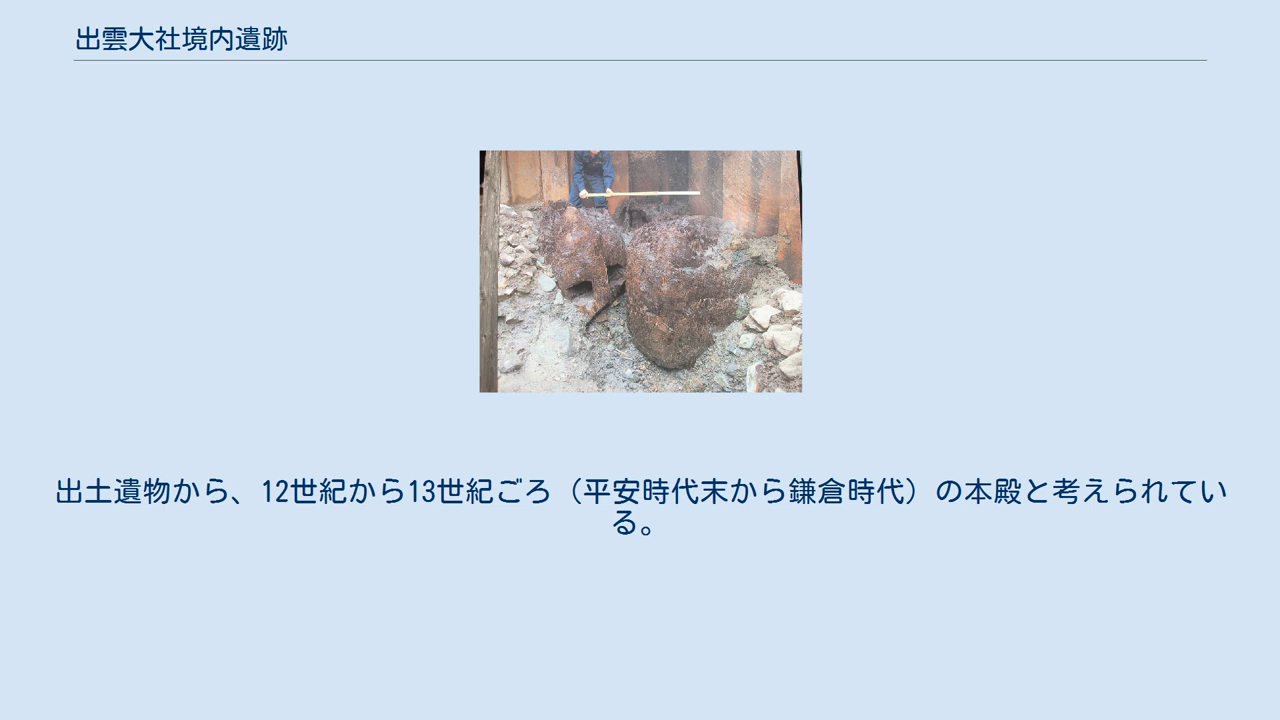 出雲大社境内遺跡
出土遺物から、12世紀から13世紀ごろ（平安時代末から鎌倉時代）の本殿と考えられてい
る。